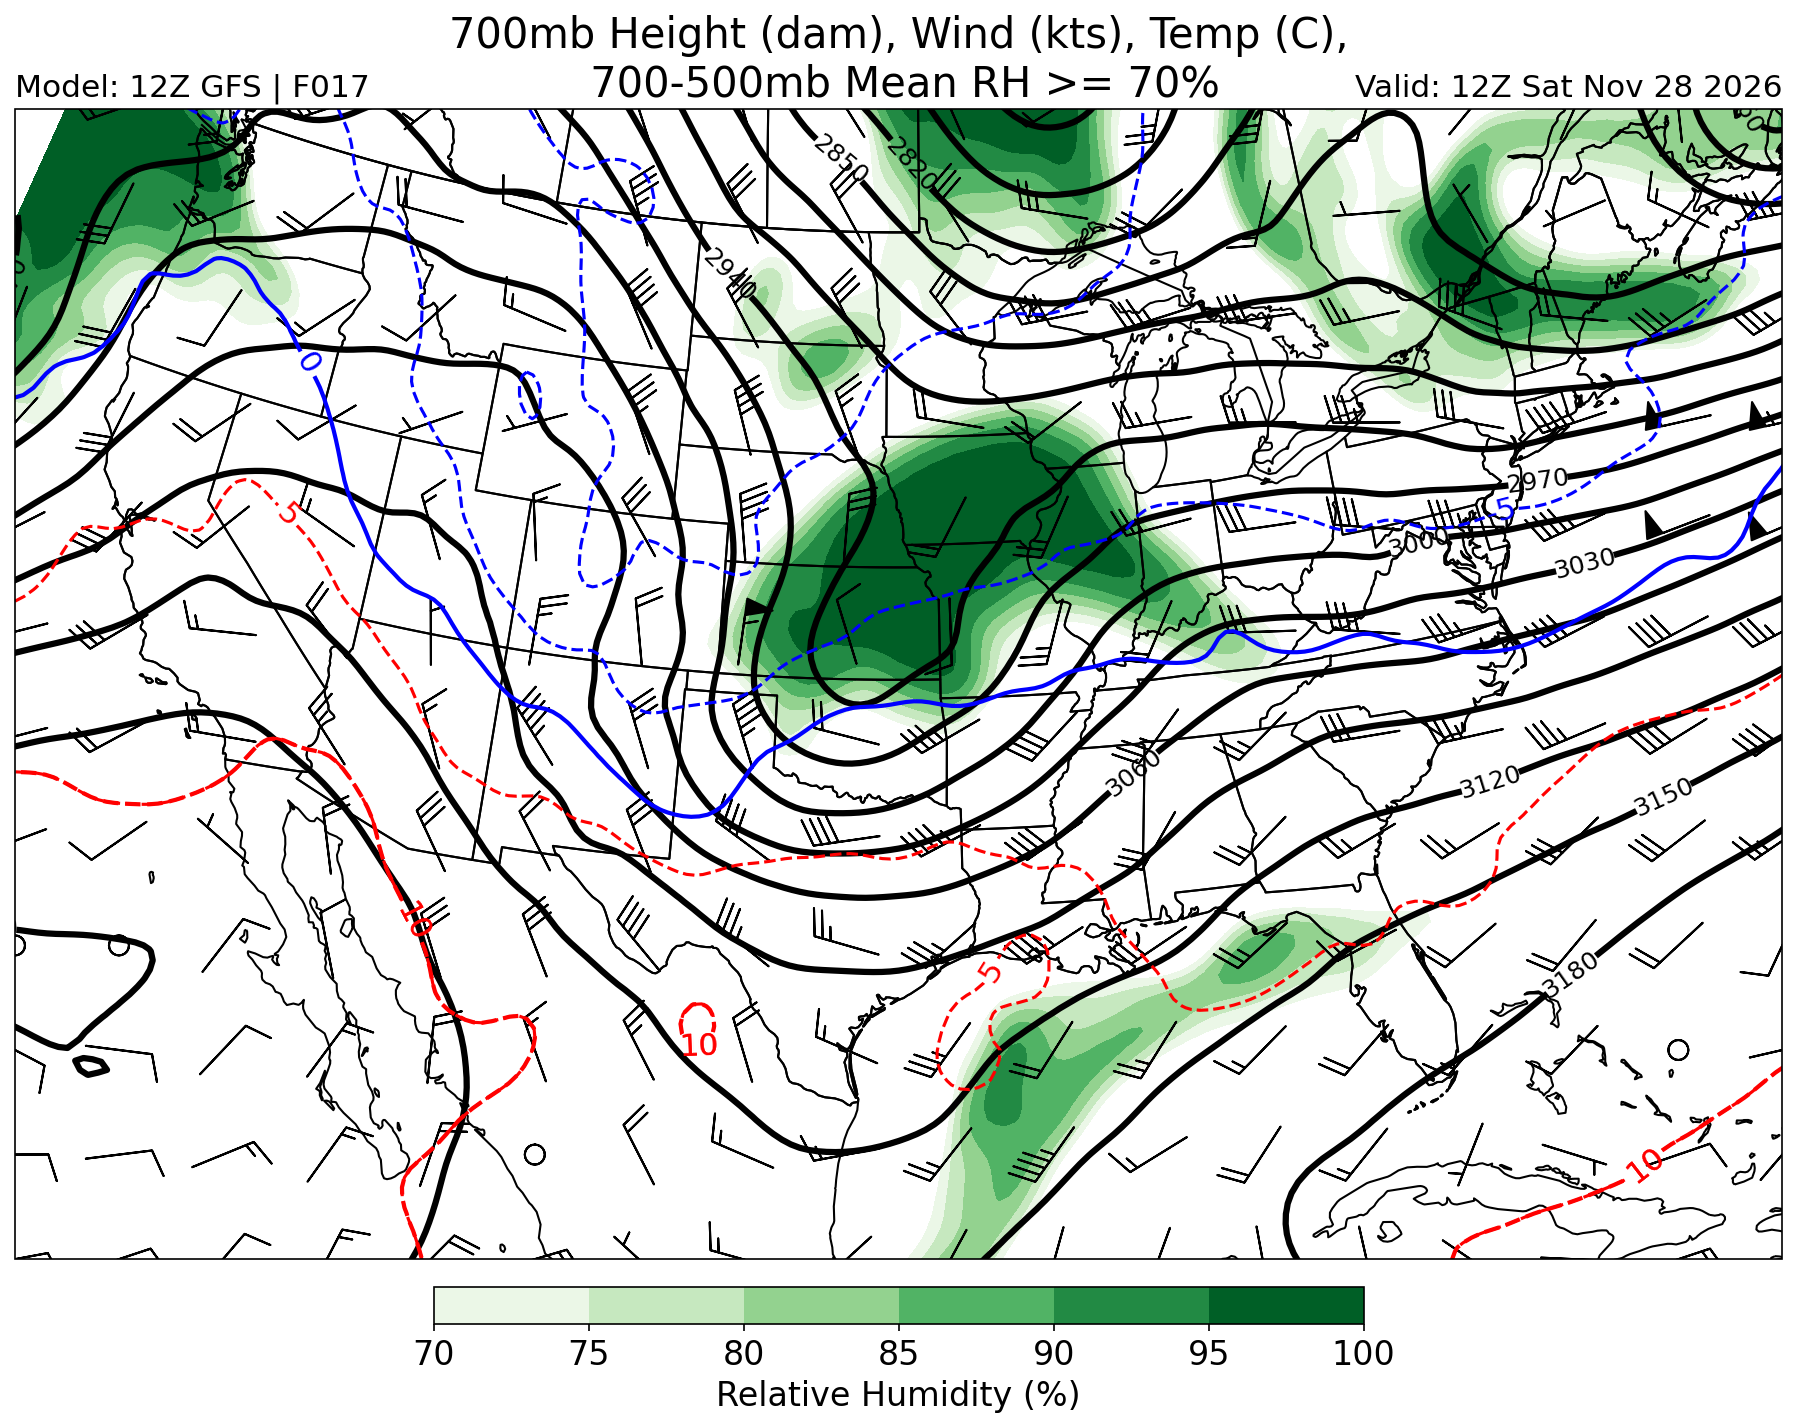 700mb Height (dam), Wind (kts), Temp (C),
Model: 12Z GFS | F017
700-500mb Mean RH >= 70%
Valid: 12Z Sat Nov 28 2026
2850
2820
2940
0
5
2970
-5
3000
3030
3060
3120
3150
10
5
3180
10
10
70 75 80 85 90 95 100
Relative Humidity (%)